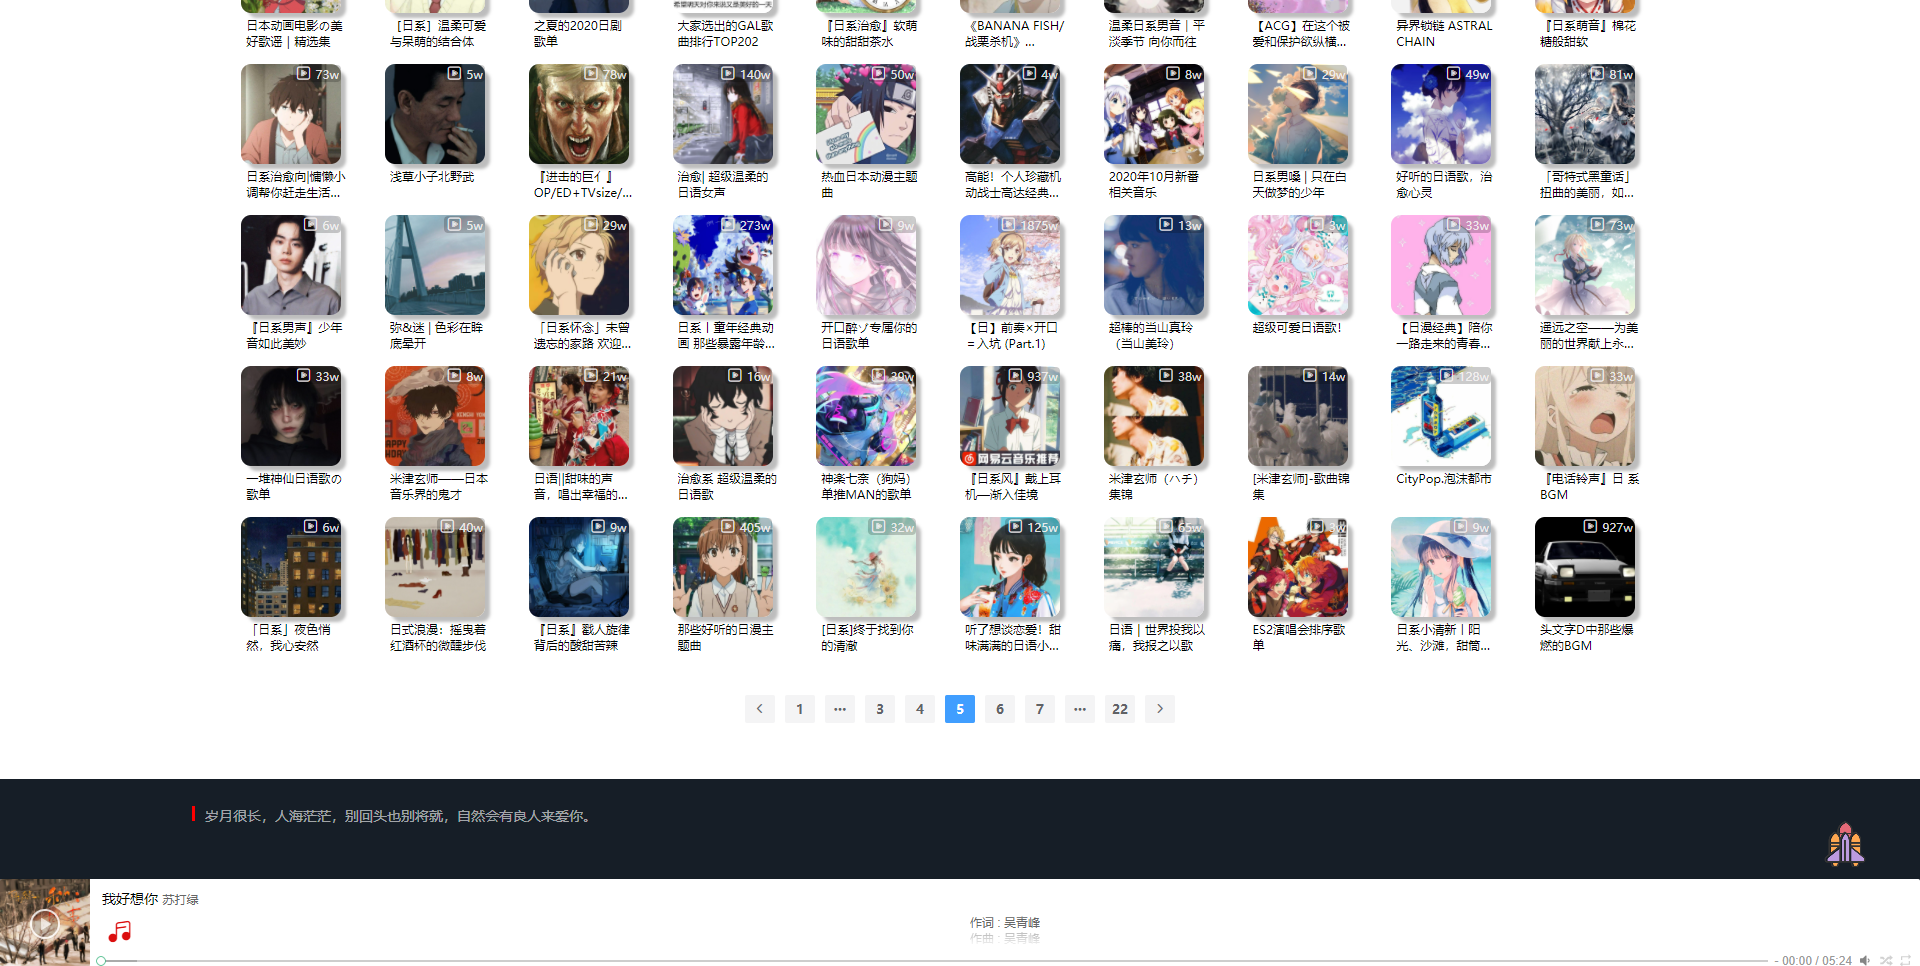 日本动画电影の美
好歌谣｜精选集
[日系] 温柔可爱
与呆萌的结合体
之夏的2020日剧
歌单
大家选出的GAL歌
曲排行TOP202
『日系治愈』软萌
味的甜甜茶水
《BANANA FISH/
战栗杀机》...
温柔日系男音｜平
淡季节 向你而往
【ACG】在这个被
爱和保护欲纵横...
异界锁链 ASTRAL
CHAIN
『日系萌音』棉花
糖般甜软
73w
5w
78w
140w
50w
4w
8w
29w
49w
81w
日系治愈向|慵懒小
调帮你赶走生活...
浅草小子北野武
『进击的巨亻』
OP/ED+TVsize/...
治愈| 超级温柔的
日语女声
热血日本动漫主题
曲
高能！个人珍藏机
动战士高达经典...
2020年10月新番
相关音乐
日系男嗓 | 只在白
天做梦的少年
好听的日语歌，治
愈心灵
「哥特式黑童话」
扭曲的美丽，如...
6w
5w
29w
273w
9w
1875w
13w
3w
33w
73w
『日系男声』少年
音如此美妙
弥&迷 | 色彩在眸
底晕开
「日系怀念」未曾
遗忘的家路 欢迎...
日系丨童年经典动
画 那些暴露年龄...
开口醉ソ专属你的
日语歌单
【日】前奏×开口
＝入坑 (Part.1)
超棒的当山真玲
（当山美玲）
超级可爱日语歌！
【日漫经典】陪你
一路走来的青春...
遥远之空——为美
丽的世界献上永...
33w
8w
21w
16w
39w
937w
38w
14w
128w
33w
网易云音乐推荐
一堆神仙日语歌の
歌单
米津玄师——日本
音乐界的鬼才
日语||甜味的声
音，唱出幸福的...
治愈系 超级温柔的
日语歌
神楽七奈（狗妈）
单推MAN的歌单
『日系风』戴上耳
机—渐入佳境
米津玄师（ハチ）
集锦
[米津玄师]-歌曲锦
集
CityPop.泡沫都市
『电话铃声』日 系
BGM
6w
40w
9w
405w
32w
125w
65w
3w
9w
927w
「日系」夜色悄
然，我心安然
日式浪漫：摇曳着
红酒杯的微醺步伐
『日系』戳人旋律
背后的酸甜苦辣
那些好听的日漫主
题曲
[日系]终于找到你
的清澈
听了想谈恋爱！甜
味满满的日语小...
日语｜世界投我以
痛，我报之以歌
ES2演唱会排序歌
单
日系小清新丨阳
光、沙滩，甜筒...
头文字D中那些爆
燃的BGM
1 ··· 3 4 5 6 7 ··· 22
岁月很长，人海茫茫，别回头也别将就，自然会有良人来爱你。
我好想你 苏打绿
作词 : 吴青峰
作曲 : 吴青峰
- 00:00 / 05:24